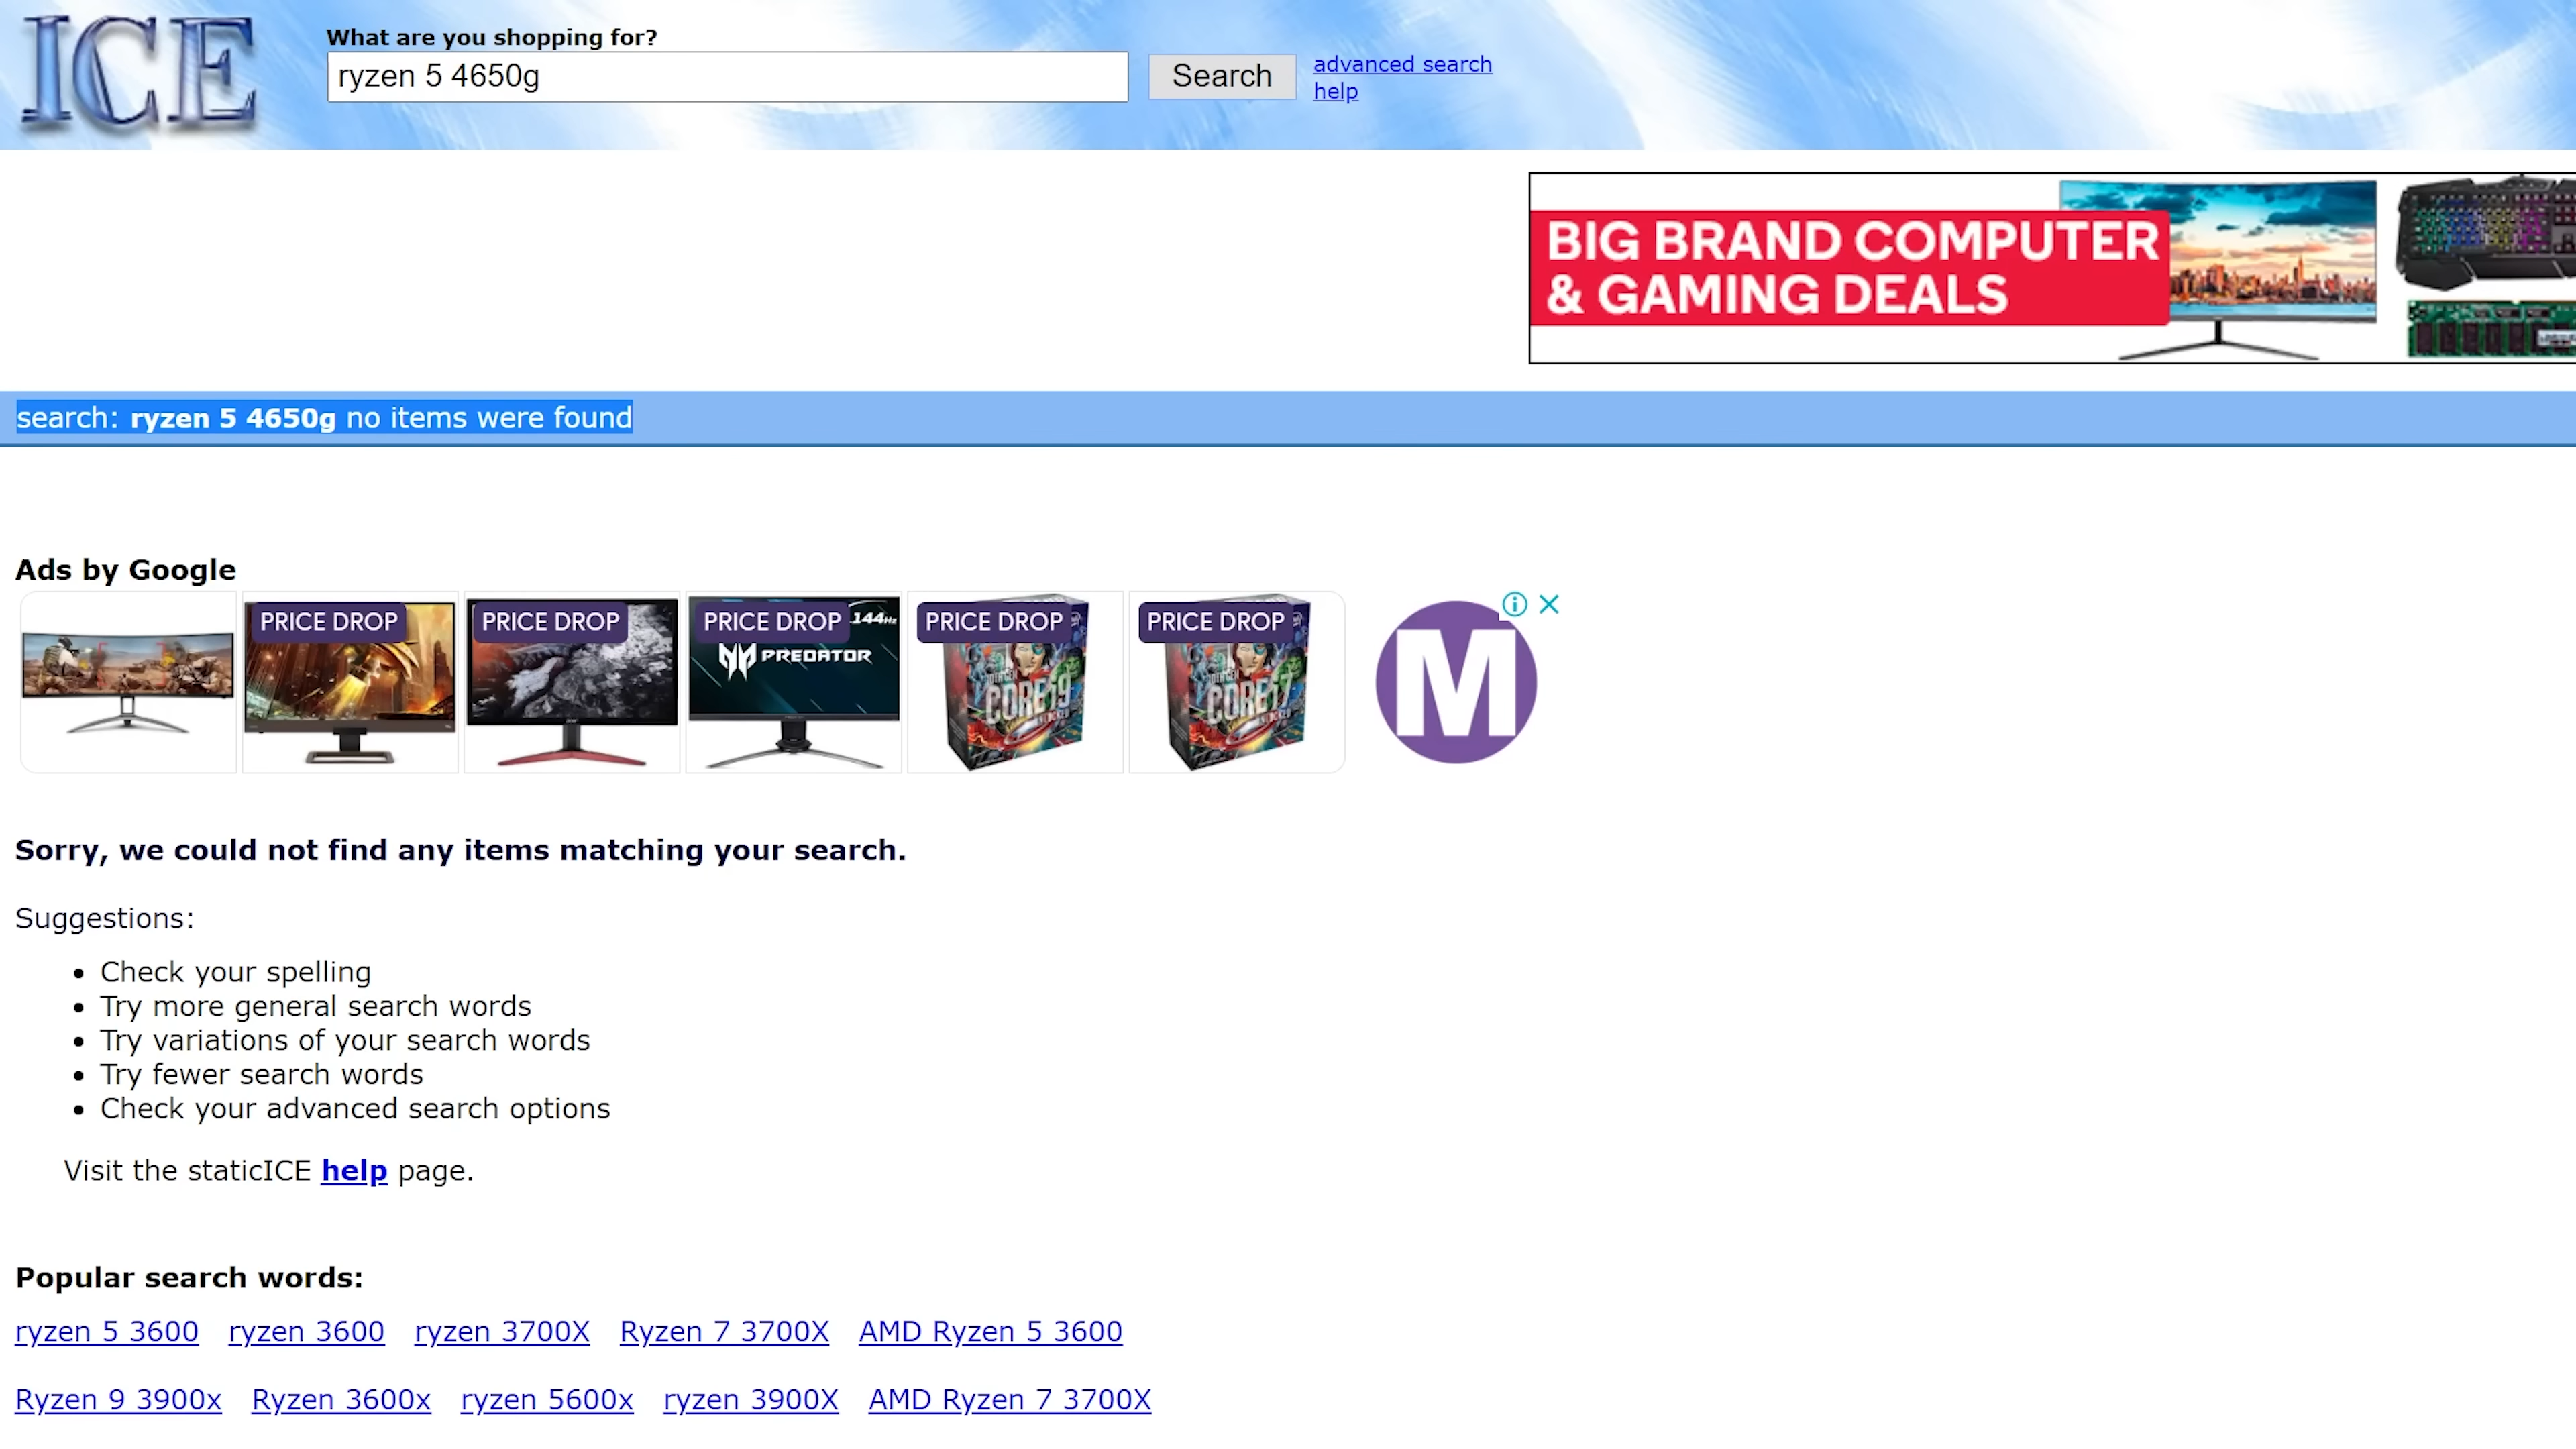 ICE
What are you shopping for?
ryzen 5 4650g
Search
advanced search
help
BIG BRAND COMPUTER
& GAMING DEALS
search: ryzen 5 4650g no items were found
Ads by Google
PRICE DROP
PRICE DROP
PRICE DROP
144Hz
PREDATOR
PRICE DROP
CORE i9
PRICE DROP
CORE i7
M
Sorry, we could not find any items matching your search.
Suggestions:
• Check your spelling
• Try more general search words
• Try variations of your search words
• Try fewer search words
• Check your advanced search options
Visit the staticICE help page.
Popular search words:
ryzen 5 3600 ryzen 3600 ryzen 3700X Ryzen 7 3700X AMD Ryzen 5 3600
Ryzen 9 3900x Ryzen 3600x ryzen 5600x ryzen 3900X AMD Ryzen 7 3700X